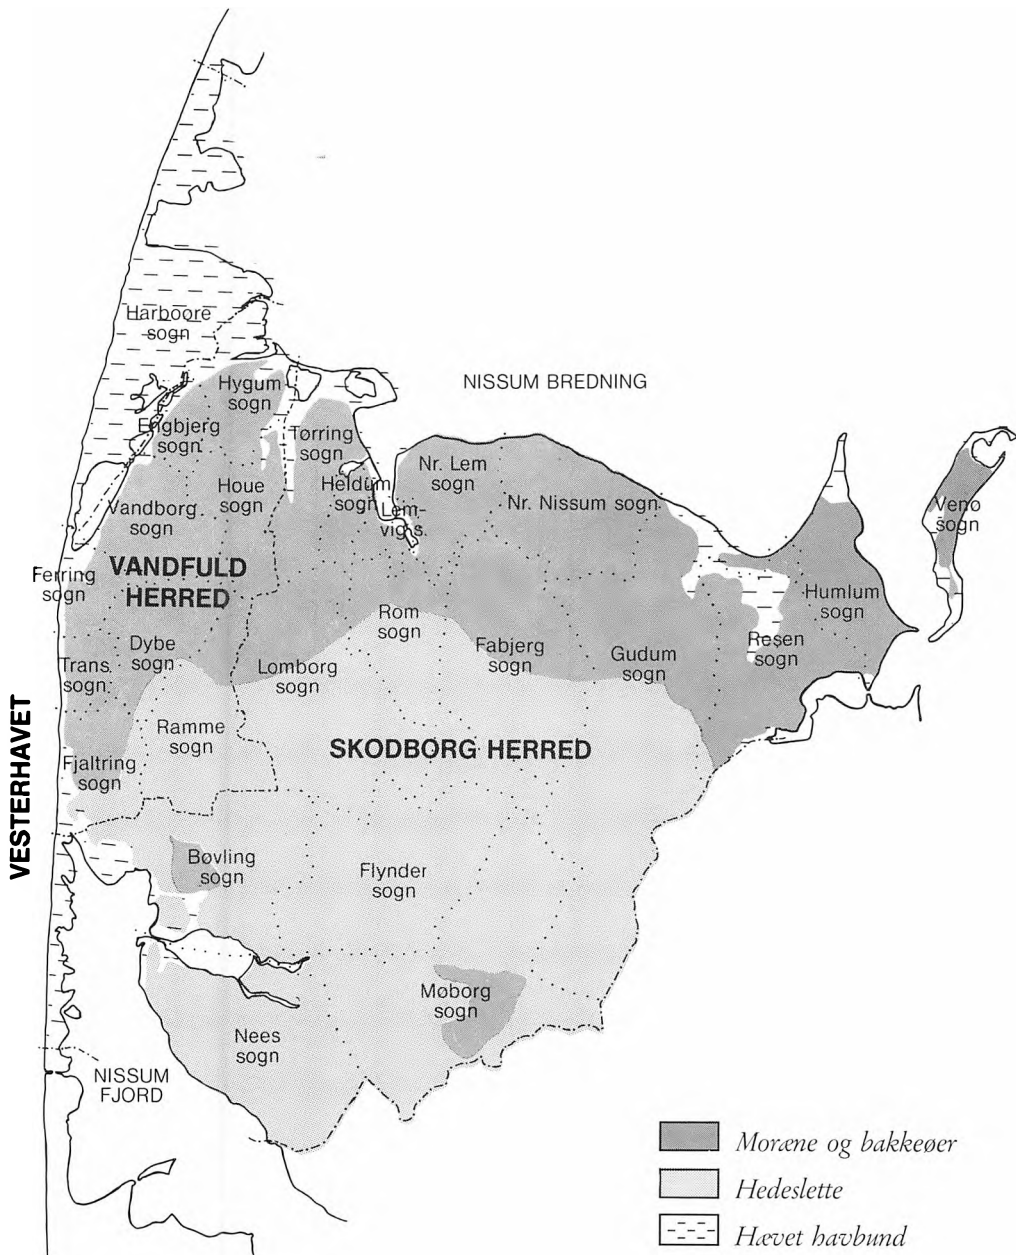 Harboøre
sogn
NISSUM BREDNING
Hygum
sogn
Engbjerg
sogn
Tørring
sogn
Nr. Lem
sogn
Houe
sogn
Heldum
sogn
Nr. Nissum sogn
Vandborg
sogn
Lem-
vig s.
Venø
sogn
Ferring
sogn
VANDFULD
HERRED
Humlum
sogn
Rom
sogn
Dybe
sogn
Fabjerg
sogn
Resen
sogn
Trans
sogn
Lomborg
sogn
Gudum
sogn
Ramme
sogn
SKODBORG HERRED
VESTERHAVET
Fjaltring
sogn
Bøvling
sogn
Flynder
sogn
Møborg
sogn
Nees
sogn
NISSUM
FJORD
Moræne og bakkeøer
Hedeslette
Hævet havbund